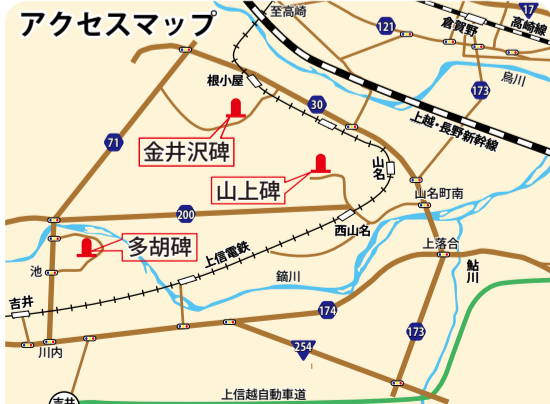 アクセスマップ
至高崎
121
倉賀野
高崎線
17
烏川
173
根小屋
30
上越・長野新幹線
71
金井沢碑
山上碑
山名
山名町南
200
西山名
多胡碑
上信電鉄
上落合
鮎川
池
鏑川
吉井
174
173
川内
254
上信越自動車道
吉井